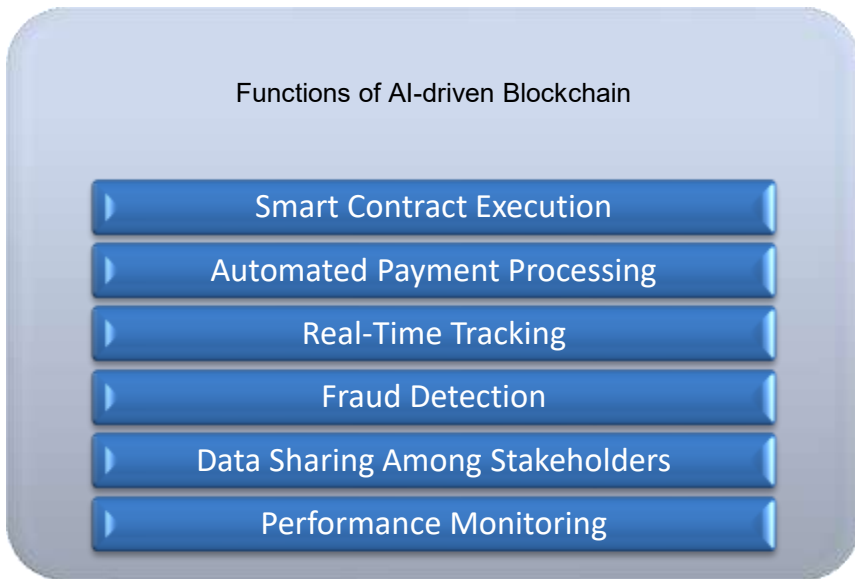 Functions of AI-driven Blockchain
Smart Contract Execution
Automated Payment Processing
Real-Time Tracking
Fraud Detection
Data Sharing Among Stakeholders
Performance Monitoring